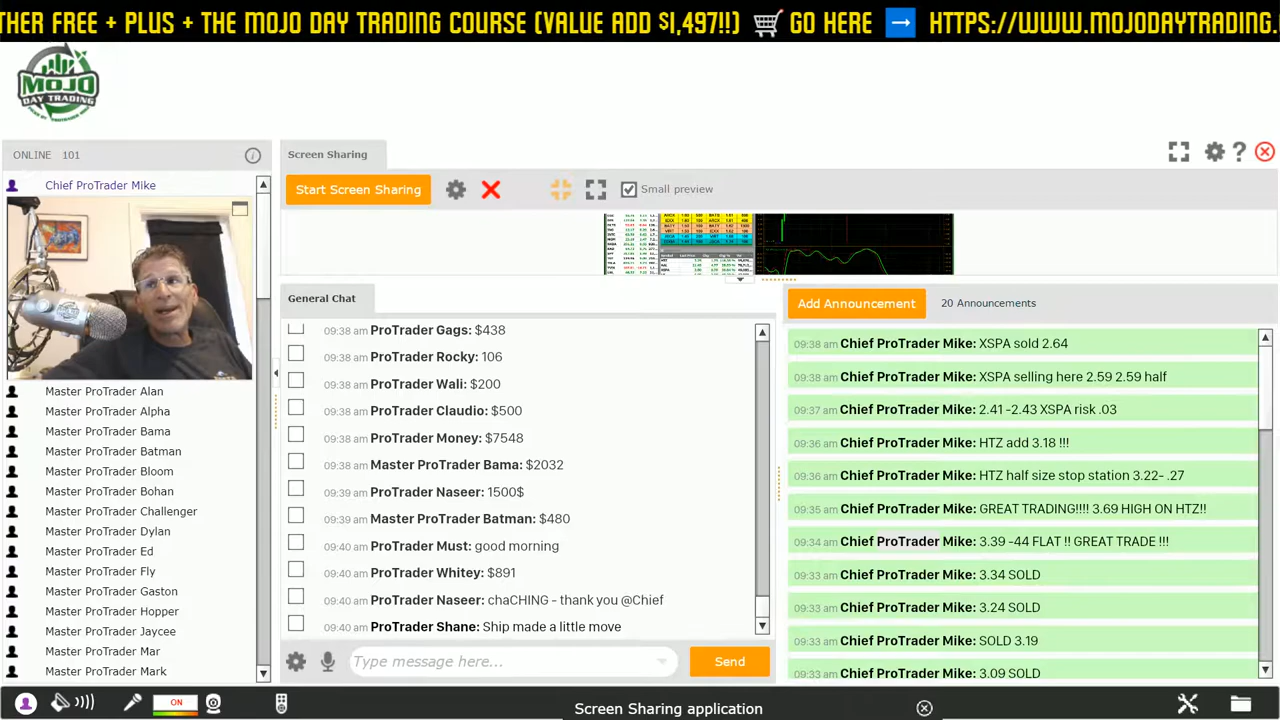 THER FREE + PLUS + THE MOJO DAY TRADING COURSE (VALUE ADD $1,497!!) GO HERE HTTPS://WWW.MOJODAYTRADING.
MOJO
DAY TRADING
ONLINE 101
Chief ProTrader Mike
Master ProTrader Alan
Master ProTrader Alpha
Master ProTrader Bama
Master ProTrader Batman
Master ProTrader Bloom
Master ProTrader Bohan
Master ProTrader Challenger
Master ProTrader Dylan
Master ProTrader Ed
Master ProTrader Fly
Master ProTrader Gaston
Master ProTrader Hopper
Master ProTrader Jaycee
Master ProTrader Mar
Master ProTrader Mark
Screen Sharing
Start Screen Sharing
Small preview
General Chat
09:38 am ProTrader Gags: $438
09:38 am ProTrader Rocky: 106
09:38 am ProTrader Wali: $200
09:38 am ProTrader Claudio: $500
09:38 am ProTrader Money: $7548
09:38 am Master ProTrader Bama: $2032
09:39 am ProTrader Naseer: 1500$
09:39 am Master ProTrader Batman: $480
09:40 am ProTrader Must: good morning
09:40 am ProTrader Whitey: $891
09:40 am ProTrader Naseer: chaCHING - thank you @Chief
09:40 am ProTrader Shane: Ship made a little move
Type message here...
Send
Add Announcement
20 Announcements
09:38 am Chief ProTrader Mike: XSPA sold 2.64
09:38 am Chief ProTrader Mike: XSPA selling here 2.59 2.59 half
09:37 am Chief ProTrader Mike: 2.41 -2.43 XSPA risk .03
09:36 am Chief ProTrader Mike: HTZ add 3.18 !!!
09:36 am Chief ProTrader Mike: HTZ half size stop station 3.22- .27
09:35 am Chief ProTrader Mike: GREAT TRADING!!!! 3.69 HIGH ON HTZ!!
09:34 am Chief ProTrader Mike: 3.39 -44 FLAT !! GREAT TRADE !!!
09:33 am Chief ProTrader Mike: 3.34 SOLD
09:33 am Chief ProTrader Mike: 3.24 SOLD
09:33 am Chief ProTrader Mike: SOLD 3.19
09:33 am Chief ProTrader Mike: 3.09 SOLD
ON
Screen Sharing application